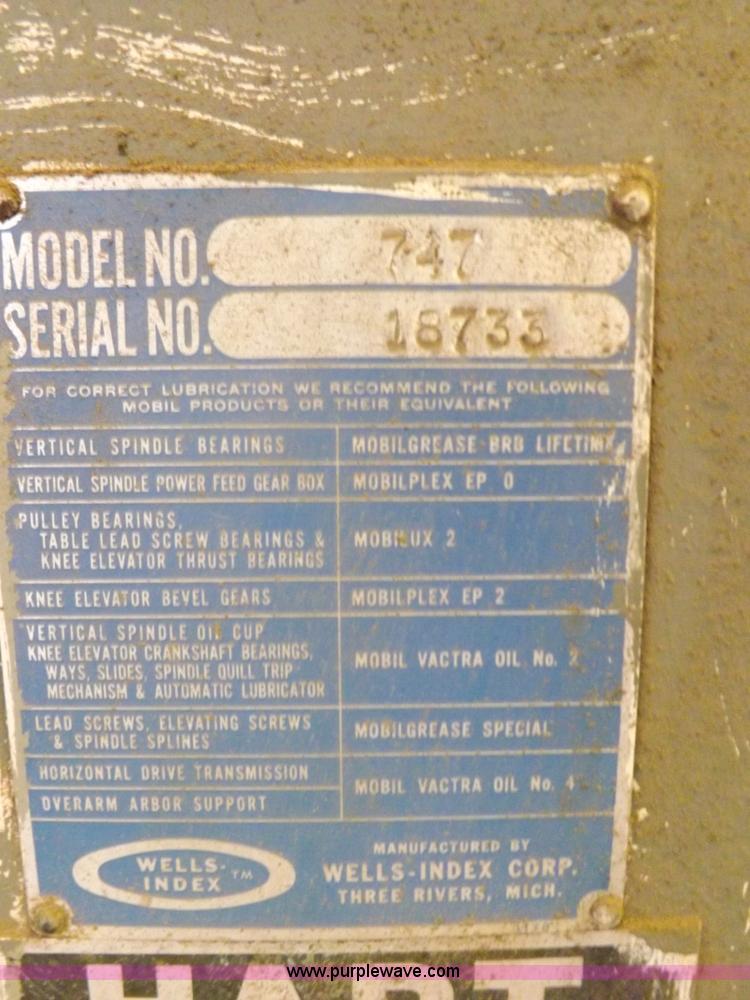 MODEL NO. 747
SERIAL NO. 18733
FOR CORRECT LUBRICATION WE RECOMMEND THE FOLLOWING
MOBIL PRODUCTS OR THEIR EQUIVALENT
VERTICAL SPINDLE BEARINGS MOBILGREASE BRB LIFETIME
VERTICAL SPINDLE POWER FEED GEAR BOX MOBILPLEX EP 0
PULLEY BEARINGS,
TABLE LEAD SCREW BEARINGS &
KNEE ELEVATOR THRUST BEARINGS
MOBILUX 2
KNEE ELEVATOR BEVEL GEARS MOBILPLEX EP 2
VERTICAL SPINDLE OIL CUP
KNEE ELEVATOR CRANKSHAFT BEARINGS,
WAYS, SLIDES, SPINDLE QUILL TRIP
MECHANISM & AUTOMATIC LUBRICATOR
MOBIL VACTRA OIL No. 2
LEAD SCREWS, ELEVATING SCREWS
& SPINDLE SPLINES
MOBILGREASE SPECIAL
HORIZONTAL DRIVE TRANSMISSION
OVERARM ARBOR SUPPORT
MOBIL VACTRA OIL No. 4
WELLS-
INDEX TM
MANUFACTURED BY
WELLS-INDEX CORP.
THREE RIVERS, MICH.
HART
www.purplewave.com